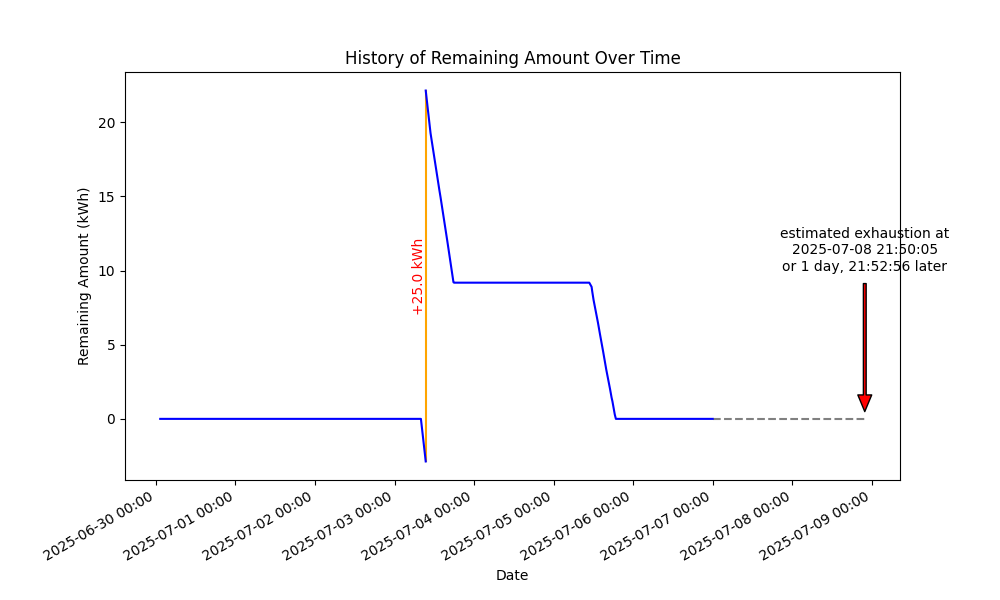 History of Remaining Amount Over Time
Remaining Amount (kWh)
20
15
10
5
0
+25.0 kWh
estimated exhaustion at
2025-07-08 21:50:05
or 1 day, 21:52:56 later
2025-06-30 00:00
2025-07-01 00:00
2025-07-02 00:00
2025-07-03 00:00
2025-07-04 00:00
2025-07-05 00:00
2025-07-06 00:00
2025-07-07 00:00
2025-07-08 00:00
2025-07-09 00:00
Date